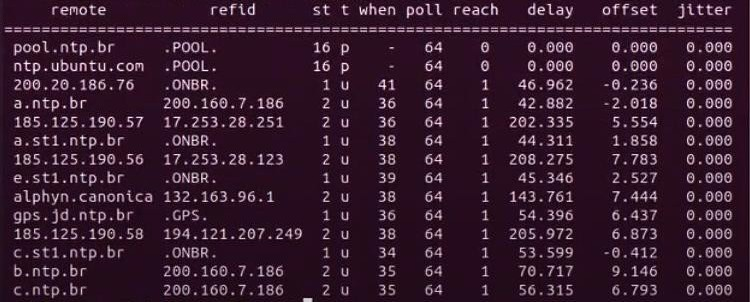 remote refid st t when poll reach delay offset jitter
==============================================================================
pool.ntp.br .POOL. 16 p - 64 0 0.000 0.000 0.000
ntp.ubuntu.com .POOL. 16 p - 64 0 0.000 0.000 0.000
200.20.186.76 .ONBR. 1 u 41 64 1 46.962 -0.236 0.000
a.ntp.br 200.160.7.186 2 u 36 64 1 42.882 -2.018 0.000
185.125.190.57 17.253.28.251 2 u 36 64 1 202.335 5.554 0.000
a.st1.ntp.br .ONBR. 1 u 38 64 1 44.311 1.858 0.000
185.125.190.56 17.253.28.123 2 u 38 64 1 208.275 7.783 0.000
e.st1.ntp.br .ONBR. 1 u 39 64 1 45.346 2.527 0.000
alphyn.canonica 132.163.96.1 2 u 38 64 1 143.761 7.444 0.000
gps.jd.ntp.br .GPS. 1 u 36 64 1 54.396 6.437 0.000
185.125.190.58 194.121.207.249 2 u 38 64 1 205.972 6.873 0.000
c.st1.ntp.br .ONBR. 1 u 34 64 1 53.599 -0.412 0.000
b.ntp.br 200.160.7.186 2 u 35 64 1 70.717 9.146 0.000
c.ntp.br 200.160.7.186 2 u 35 64 1 56.315 6.793 0.000